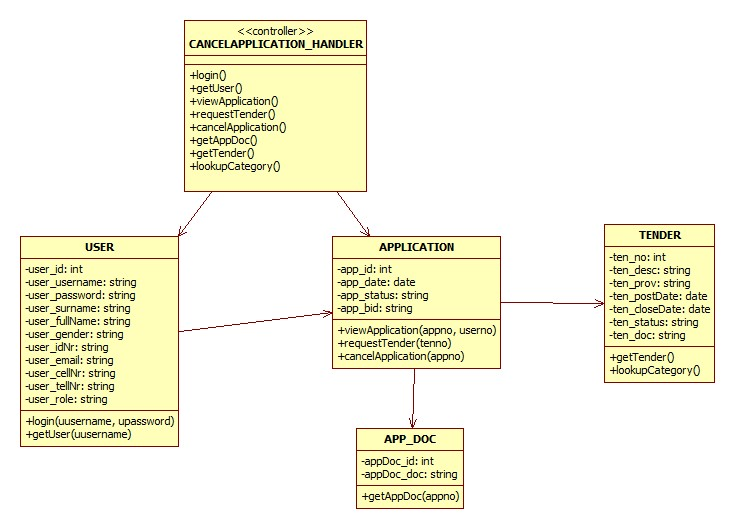 <<controller>>
CANCELAPPLICATION_HANDLER
+login()
+getUser()
+viewApplication()
+requestTender()
+cancelApplication()
+getAppDoc()
+getTender()
+lookupCategory()
USER
-user_id: int
-user_username: string
-user_password: string
-user_surname: string
-user_fullName: string
-user_gender: string
-user_idNr: string
-user_email: string
-user_cellNr: string
-user_tellNr: string
-user_role: string
+login(uusername, upassword)
+getUser(uusername)
APPLICATION
-app_id: int
-app_date: date
-app_status: string
-app_bid: string
+viewApplication(appno, userno)
+requestTender(tenno)
+cancelApplication(appno)
TENDER
-ten_no: int
-ten_desc: string
-ten_prov: string
-ten_postDate: date
-ten_closeDate: date
-ten_status: string
-ten_doc: string
+getTender()
+lookupCategory()
APP_DOC
-appDoc_id: int
-appDoc_doc: string
+getAppDoc(appno)